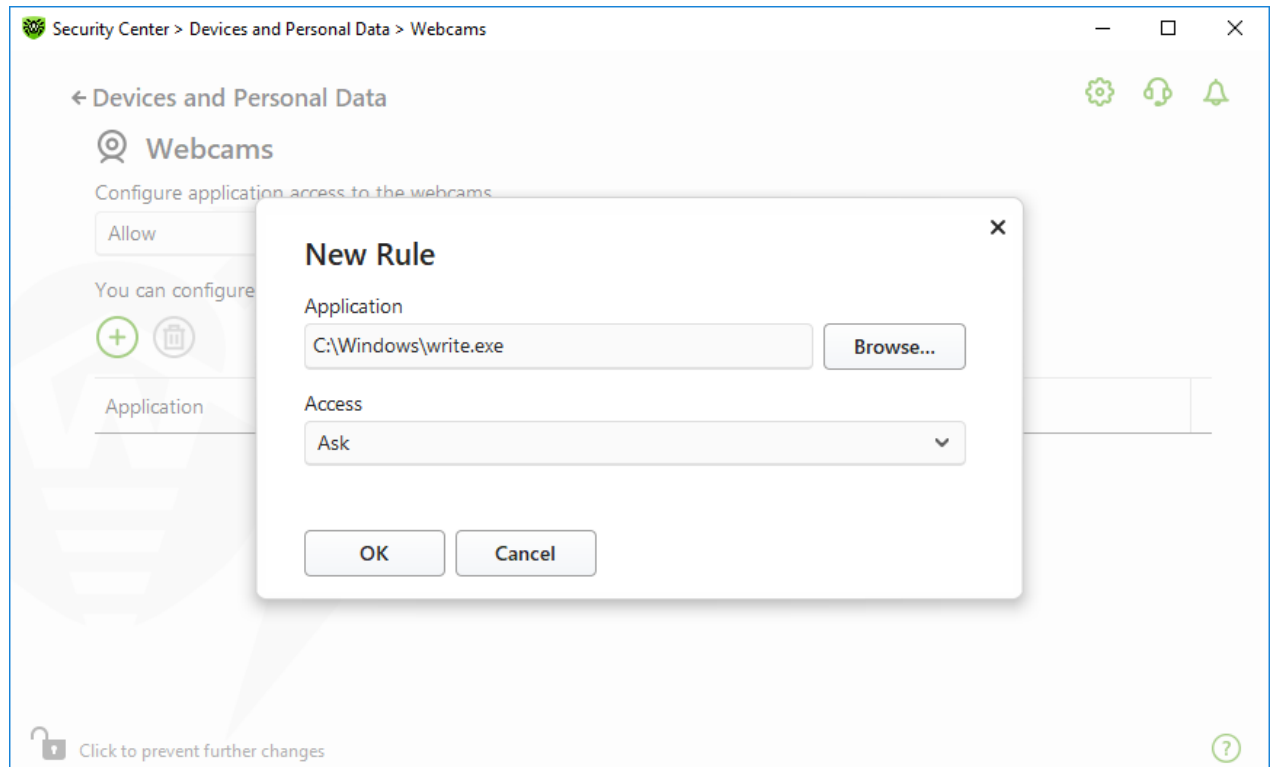 Security Center > Devices and Personal Data > Webcams
Devices and Personal Data
Webcams
Configure application access to the webcams
Allow
You can configure
Application
New Rule
Application
C:\Windows\write.exe
Browse...
Access
Ask
OK
Cancel
Click to prevent further changes
?